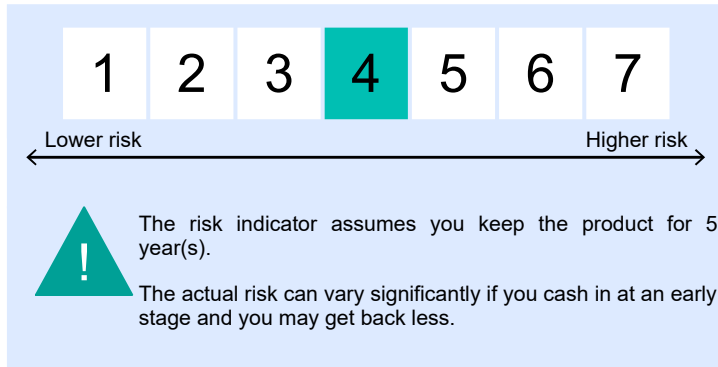 1 2 3 4 5 6 7
Lower risk Higher risk
!
The risk indicator assumes you keep the product for 5
year(s).
The actual risk can vary significantly if you cash in at an early
stage and you may get back less.